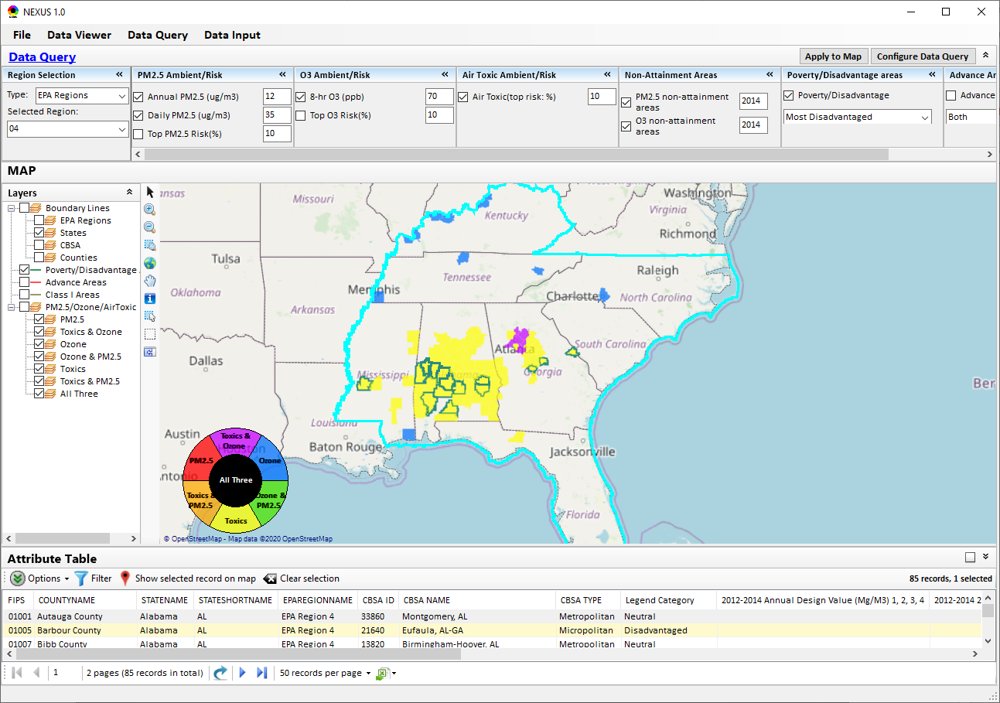 NEXUS 1.0
File Data Viewer Data Query Data Input
Data Query
Apply to Map Configure Data Query
Region Selection
Type: EPA Regions
Selected Region:
04
PM2.5 Ambient/Risk
Annual PM2.5 (ug/m3) 12
Daily PM2.5 (ug/m3) 35
Top PM2.5 Risk(%) 10
O3 Ambient/Risk
8-hr O3 (ppb) 70
Top O3 Risk(%) 10
Air Toxic Ambient/Risk
Air Toxic(top risk: %) 10
Non-Attainment Areas
PM2.5 non-attainment
areas
2014
O3 non-attainment
areas
2014
Poverty/Disadvantage areas
Poverty/Disadvantage
Most Disadvantaged
Advance Ar
Advance
Both
MAP
Layers
Boundary Lines
EPA Regions
States
CBSA
Counties
Poverty/Disadvantage
Advance Areas
Class I Areas
PM2.5/Ozone/AirToxic
PM2.5
Toxics & Ozone
Ozone
Ozone & PM2.5
Toxics
Toxics & PM2.5
All Three
ansas
Missouri
Kentucky
Washington
Virginia
Richmond
Tulsa
Tennessee
Raleigh
Oklahoma
Memphis
Charlotte
North Carolina
Arkansas
Atlanta
South Carolina
Dallas
Mississippi
Georgia
Ber
Louisiana
Austin
Baton Rouge
Jacksonville
Houston
ntonio
Florida
Toxics &
Ozone
PM2.5
Ozone
All Three
Toxics &
PM2.5
Ozone &
PM2.5
Toxics
© OpenStreetMap - Map data ©2020 OpenStreetMap
Attribute Table
Options Filter Show selected record on map Clear selection
85 records, 1 selected
FIPS COUNTYNAME STATENAME STATESHORTNAME EPAREGIONNAME CBSA ID CBSA NAME CBSA TYPE Legend Category 2012-2014 Annual Design Value (Mg/M3) 1, 2, 3, 4 2012-2014 2
01001 Autauga County Alabama AL EPA Region 4 33860 Montgomery, AL Metropolitan Neutral
01005 Barbour County Alabama AL EPA Region 4 21640 Eufaula, AL-GA Micropolitan Disadvantaged
01007 Bibb County Alabama AL EPA Region 4 13820 Birmingham-Hoover, AL Metropolitan Neutral
1 2 pages (85 records in total) 50 records per page